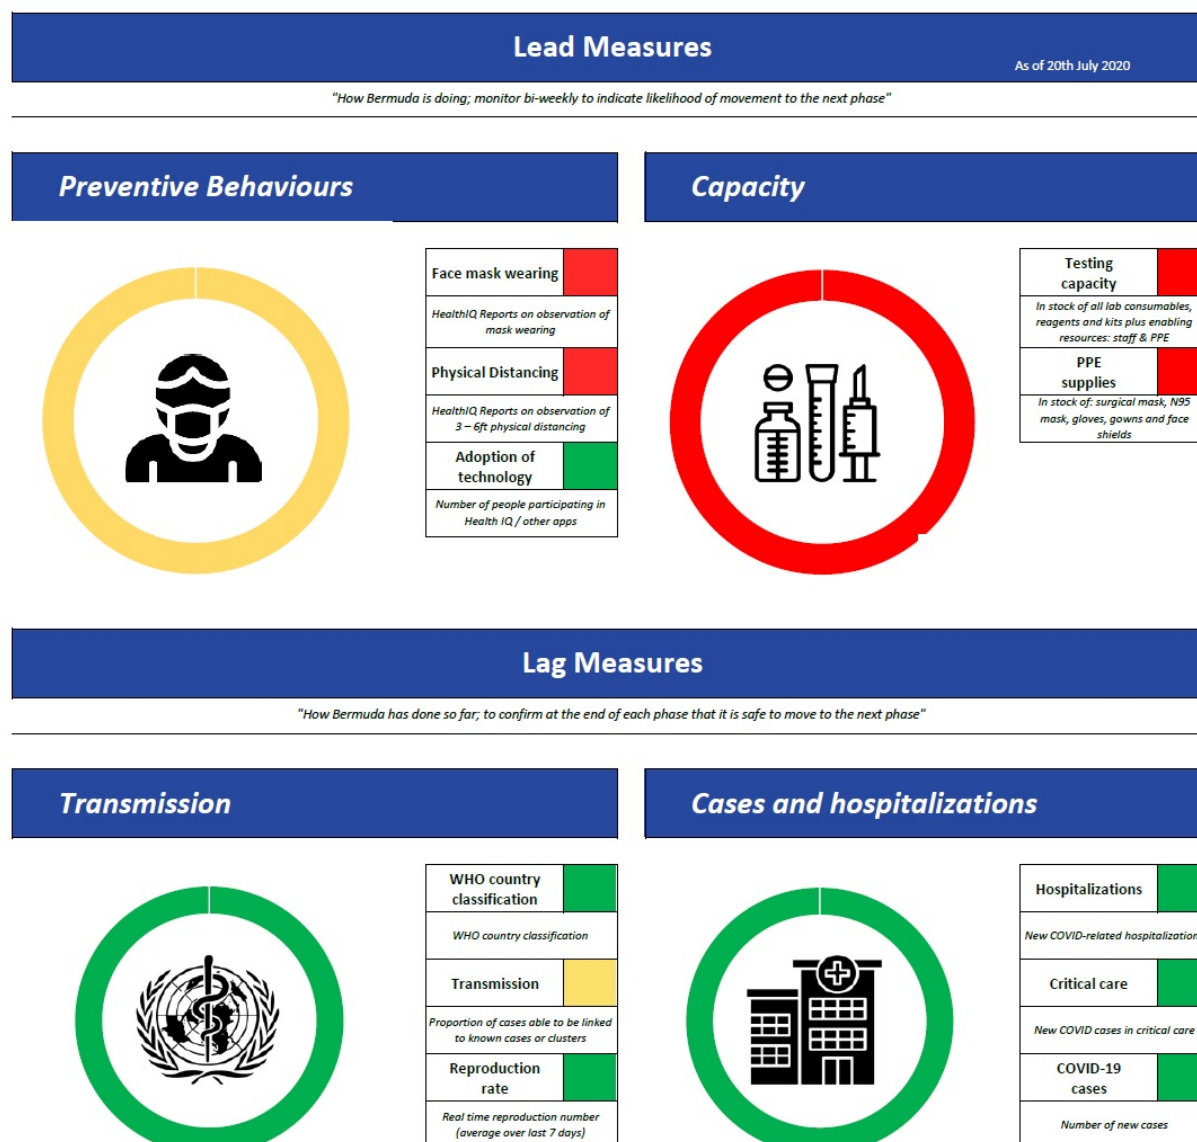 Lead Measures
As of 20th July 2020
"How Bermuda is doing; monitor bi-weekly to indicate likelihood of movement to the next phase"
Preventive Behaviours
Face mask wearing
HealthIQ Reports on observation of
mask wearing
Physical Distancing
HealthIQ Reports on observation of
3 – 6ft physical distancing
Adoption of
technology
Number of people participating in
Health IQ / other apps
Capacity
Testing
capacity
In stock of all lab consumables,
reagents and kits plus enabling
resources: staff & PPE
PPE
supplies
In stock of: surgical mask, N95
mask, gloves, gowns and face
shields
Lag Measures
"How Bermuda has done so far; to confirm at the end of each phase that it is safe to move to the next phase"
Transmission
WHO country
classification
WHO country classification
Transmission
Proportion of cases able to be linked
to known cases or clusters
Reproduction
rate
Real time reproduction number
(average over last 7 days)
Cases and hospitalizations
Hospitalizations
New COVID-related hospitalization
Critical care
New COVID cases in critical care
COVID-19
cases
Number of new cases